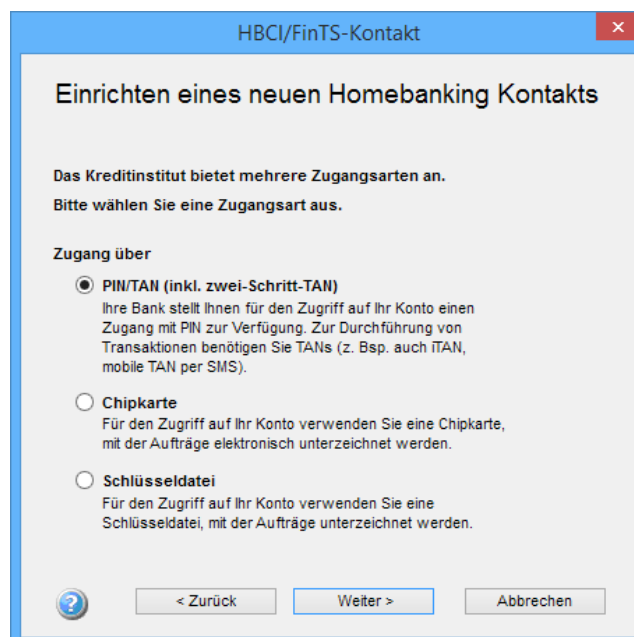 HBCI/FinTS-Kontakt
Einrichten eines neuen Homebanking Kontakts
Das Kreditinstitut bietet mehrere Zugangsarten an.
Bitte wählen Sie eine Zugangsart aus.
Zugang über
PIN/TAN (inkl. zwei-Schritt-TAN)
Ihre Bank stellt Ihnen für den Zugriff auf Ihr Konto einen
Zugang mit PIN zur Verfügung. Zur Durchführung von
Transaktionen benötigen Sie TANs (z. Bsp. auch iTAN,
mobile TAN per SMS).
Chipkarte
Für den Zugriff auf Ihr Konto verwenden Sie eine Chipkarte,
mit der Aufträge elektronisch unterzeichnet werden.
Schlüsseldatei
Für den Zugriff auf Ihr Konto verwenden Sie eine
Schlüsseldatei, mit der Aufträge unterzeichnet werden.
< Zurück
Weiter >
Abbrechen